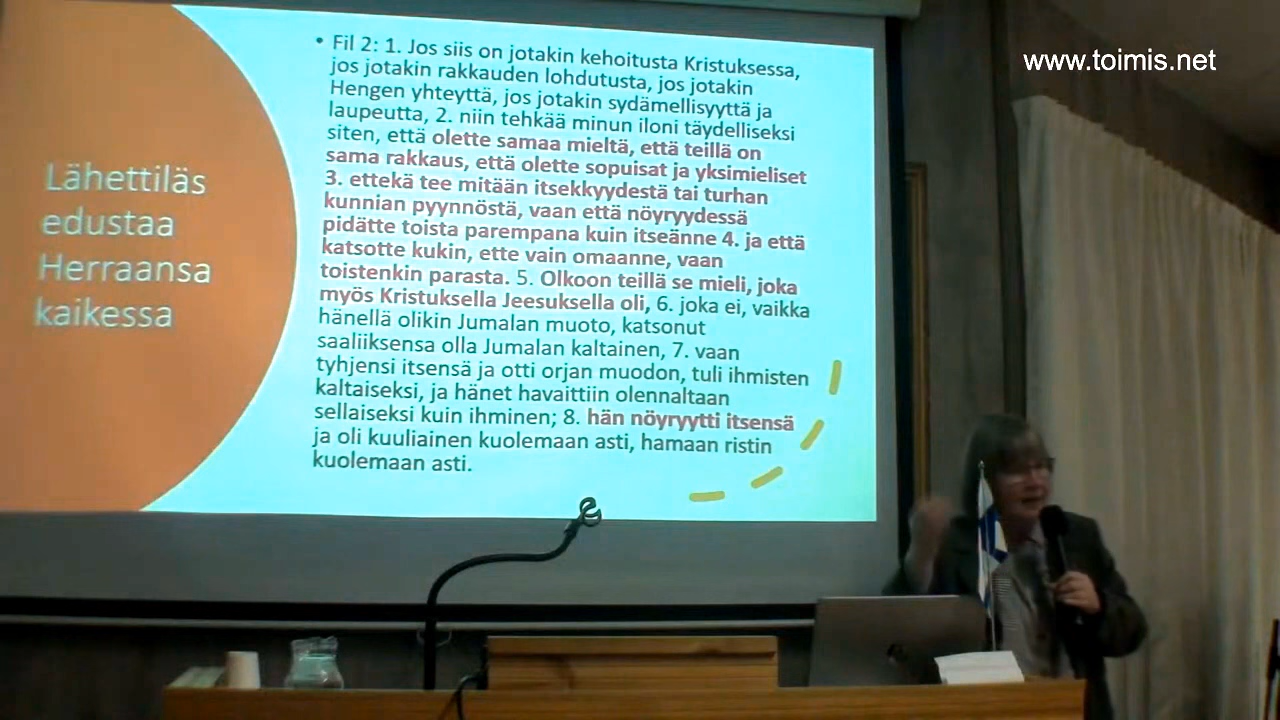 www.toimis.net
Lähettiläs
edustaa
Herraansa
kaikessa
• Fil 2: 1. Jos siis on jotakin kehoitusta Kristuksessa,
jos jotakin rakkauden lohdutusta, jos jotakin
Hengen yhteyttä, jos jotakin sydämellisyyttä ja
laupeutta, 2. niin tehkää minun iloni täydelliseksi
siten, että olette samaa mieltä, että teillä on
sama rakkaus, että olette sopuisat ja yksimieliset
3. ettekä tee mitään itsekkyydestä tai turhan
kunnian pyynnöstä, vaan että nöyryydessä
pidätte toista parempana kuin itseänne 4. ja että
katsotte kukin, ette vain omaanne, vaan
toistenkin parasta. 5. Olkoon teillä se mieli, joka
myös Kristuksella Jeesuksella oli, 6. joka ei, vaikka
hänellä olikin Jumalan muoto, katsonut
saaliiksensa olla Jumalan kaltainen, 7. vaan
tyhjensi itsensä ja otti orjan muodon, tuli ihmisten
kaltaiseksi, ja hänet havaittiin olennaltaan
sellaiseksi kuin ihminen; 8. hän nöyryytti itsensä
ja oli kuuliainen kuolemaan asti, hamaan ristin
kuolemaan asti.